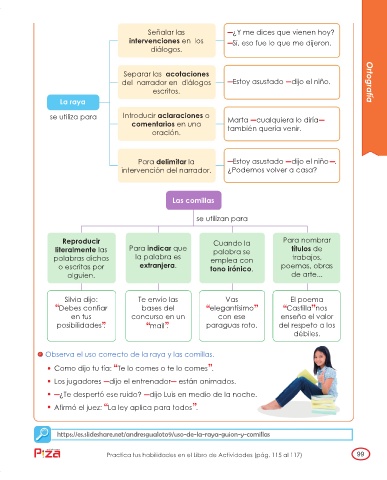 Señalar las
intervenciones en los
diálogos.
—¿Y me dices que vienen hoy?
—Sí, eso fue lo que me dijeron.
Separar las acotaciones
del narrador en diálogos
escritos.
—Estoy asustado —dijo el niño.
La raya
se utiliza para
Introducir aclaraciones o
comentarios en una
oración.
Marta —cualquiera lo diría—
también quería venir.
Para delimitar la
intervención del narrador.
—Estoy asustado —dijo el niño—.
¿Podemos volver a casa?
Ortografía
Las comillas
se utilizan para
Reproducir
literalmente las
palabras dichas
o escritas por
alguien.
Para indicar que
la palabra es
extranjera.
Cuando la
palabra se
emplea con
tono irónico.
Para nombrar
títulos de
trabajos,
poemas, obras
de arte...
Silvia dijo:
“Debes confiar
en tus
posibilidades”.
Te envío las
bases del
concurso en un
“mail”.
Vas
“elegantísimo”
con ese
paraguas roto.
El poema
“Castilla” nos
enseña el valor
del respeto a los
débiles.
Observa el uso correcto de la raya y las comillas.
• Como dijo tu tía: “Te lo comes o te lo comes”.
• Los jugadores —dijo el entrenador— están animados.
• —¿Te despertó ese ruido? —dijo Luis en medio de la noche.
• Afirmó el juez: “La ley aplica para todos”.
https://es.slideshare.net/andresgualoto9/uso-de-la-raya-guion-y-comillas
Piza
Practica tus habilidades en el Libro de Actividades (pág. 115 al 117)
99